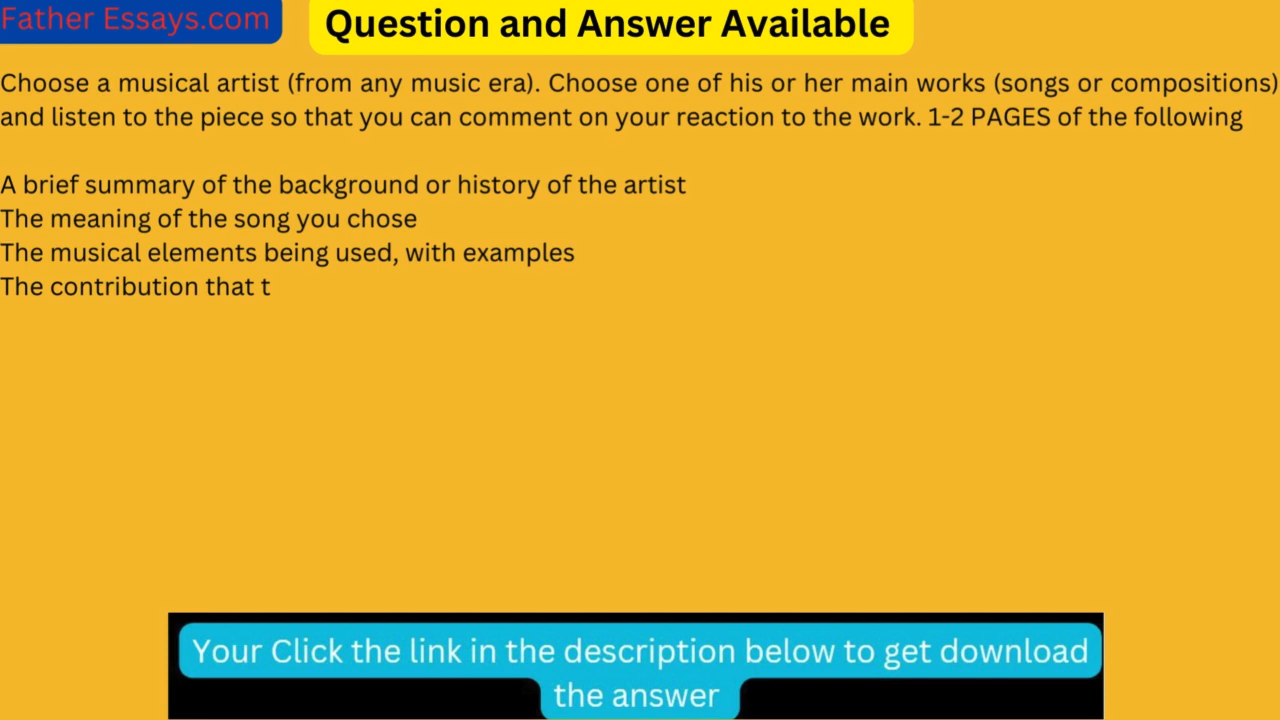 Father Essays.com
Question and Answer Available
Choose a musical artist (from any music era). Choose one of his or her main works (songs or compositions)
and listen to the piece so that you can comment on your reaction to the work. 1-2 PAGES of the following
A brief summary of the background or history of the artist
The meaning of the song you chose
The musical elements being used, with examples
The contribution that t
Your Click the link in the description below to get download
the answer